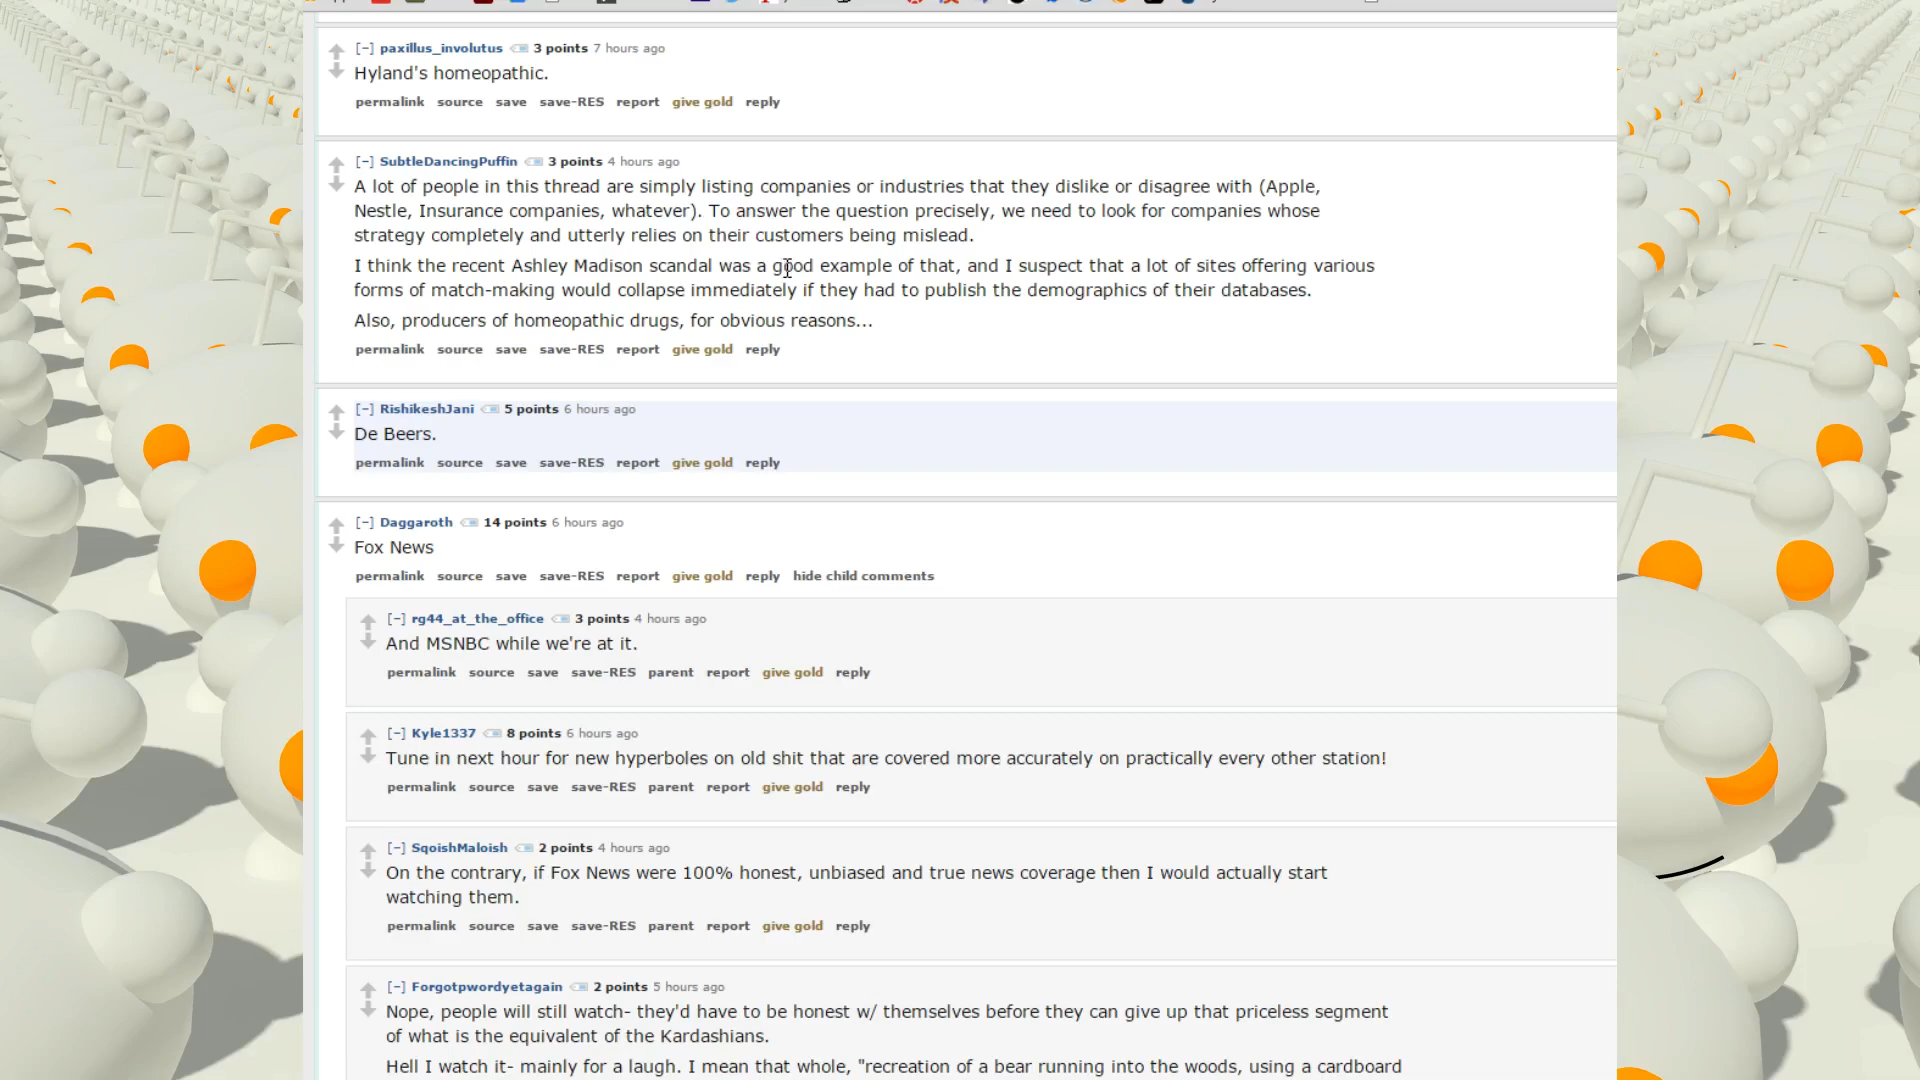 [-] paxillus_involutus 3 points 7 hours ago
Hyland's homeopathic.
permalink source save save-RES report give gold reply
[-] SubtleDancingPuffin 3 points 4 hours ago
A lot of people in this thread are simply listing companies or industries that they dislike or disagree with (Apple,
Nestle, Insurance companies, whatever). To answer the question precisely, we need to look for companies whose
strategy completely and utterly relies on their customers being mislead.
I think the recent Ashley Madison scandal was a good example of that, and I suspect that a lot of sites offering various
forms of match-making would collapse immediately if they had to publish the demographics of their databases.
Also, producers of homeopathic drugs, for obvious reasons...
permalink source save save-RES report give gold reply
[-] RishikeshJani 5 points 6 hours ago
De Beers.
permalink source save save-RES report give gold reply
[-] Daggaroth 14 points 6 hours ago
Fox News
permalink source save save-RES report give gold reply hide child comments
[-] rg44_at_the_office 3 points 4 hours ago
And MSNBC while we're at it.
permalink source save save-RES parent report give gold reply
[-] Kyle1337 8 points 6 hours ago
Tune in next hour for new hyperboles on old shit that are covered more accurately on practically every other station!
permalink source save save-RES parent report give gold reply
[-] SqoishMaloish 2 points 4 hours ago
On the contrary, if Fox News were 100% honest, unbiased and true news coverage then I would actually start
watching them.
permalink source save save-RES parent report give gold reply
[-] Forgotpwordyetagain 2 points 5 hours ago
Nope, people will still watch- they'd have to be honest w/ themselves before they can give up that priceless segment
of what is the equivalent of the Kardashians.
Hell I watch it- mainly for a laugh. I mean that whole, "recreation of a bear running into the woods, using a cardboard